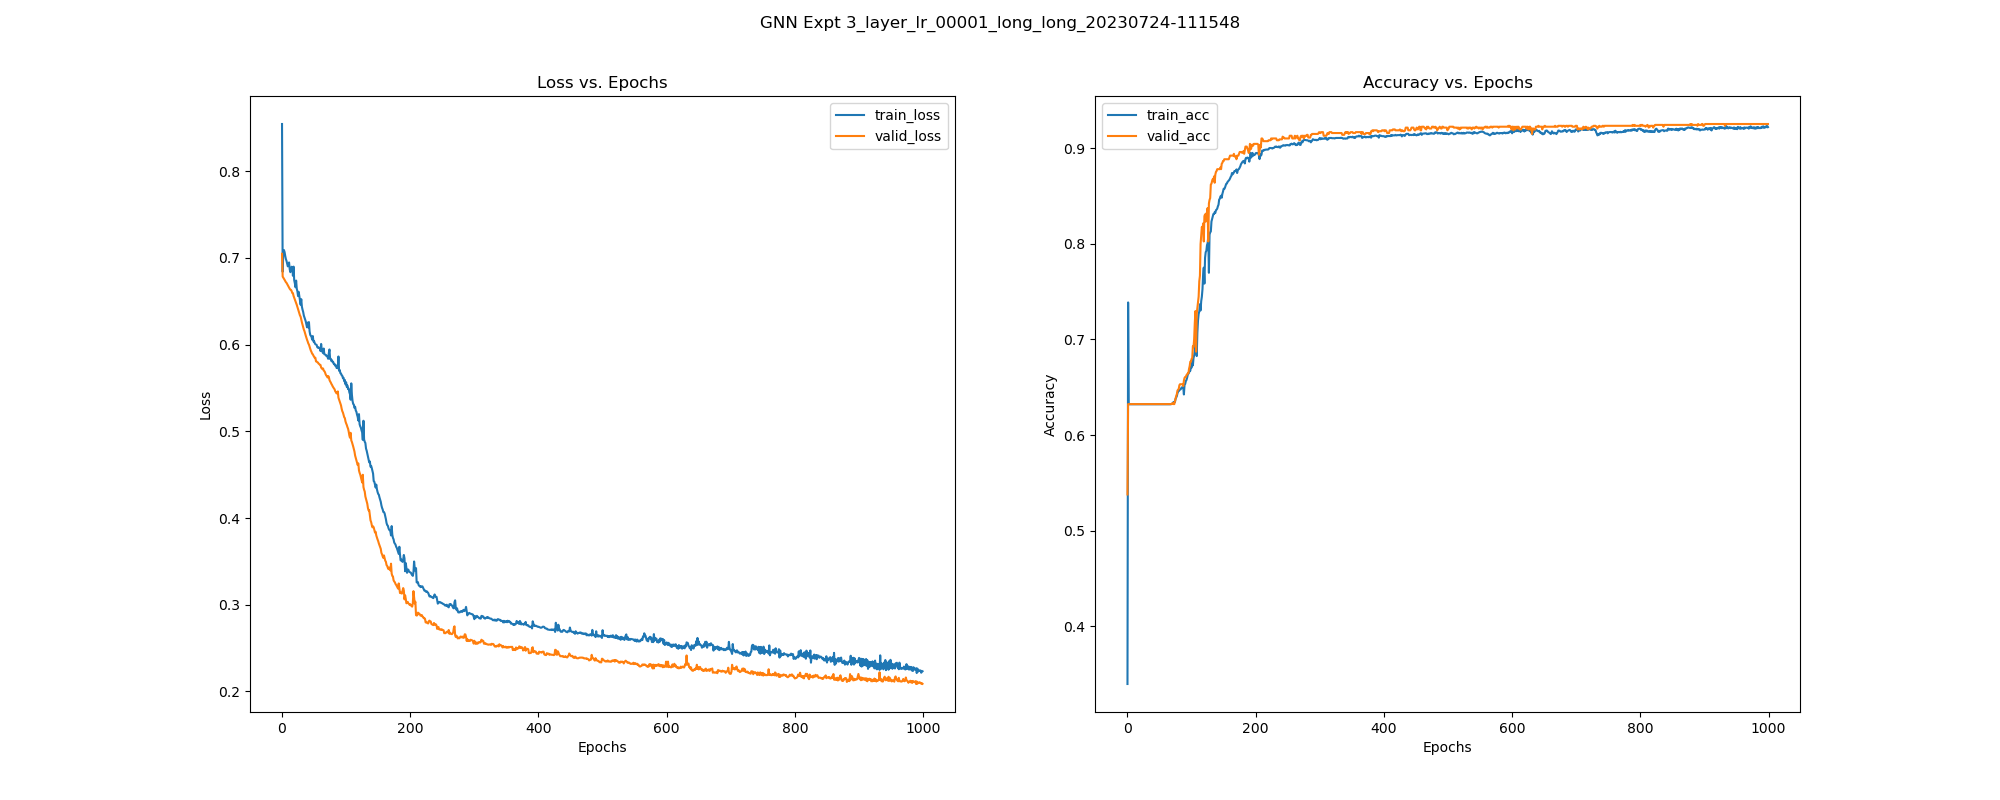 GNN Expt 3_layer_lr_00001_long_long_20230724-111548
Loss vs. Epochs
train_loss
valid_loss
0.8
0.7
0.6
0.5
0.4
0.3
0.2
Loss
0
200
400
600
800
1000
Epochs
Accuracy vs. Epochs
train_acc
valid_acc
0.9
0.8
0.7
0.6
0.5
0.4
Accuracy
0
200
400
600
800
1000
Epochs